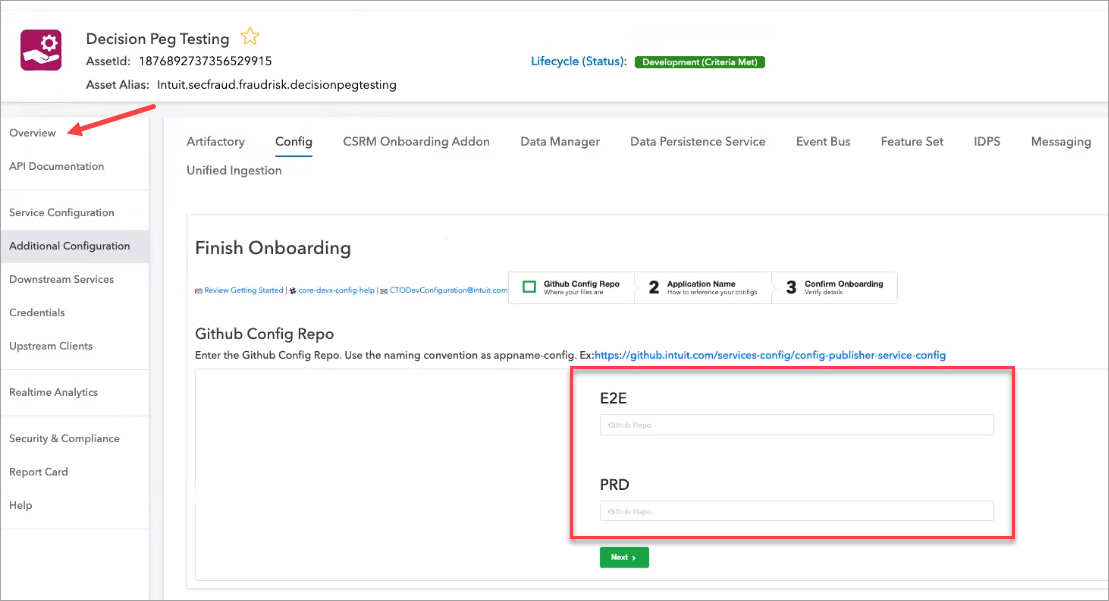 Decision Peg Testing
AssetId: 1876892737356529915
Asset Alias: Intuit.secfraud.fraudrisk.decisionpegtesting
Lifecycle (Status): Development (Criteria Met)
Overview
API Documentation
Service Configuration
Additional Configuration
Downstream Services
Credentials
Upstream Clients
Realtime Analytics
Security & Compliance
Report Card
Help
Artifactory Config CSRM Onboarding Addon Data Manager Data Persistence Service Event Bus Feature Set IDPS Messaging
Unified Ingestion
Finish Onboarding
Review Getting Started | core-devx-config-help | CTODevConfiguration@intuit.com
Github Config Repo
Where your files are
2 Application Name
How to reference your configs
3 Confirm Onboarding
Verify details
Github Config Repo
Enter the Github Config Repo. Use the naming convention as appname-config. Ex:https://github.intuit.com/services-config/config-publisher-service-config
E2E
Github Repo
PRD
Github Repo
Next >